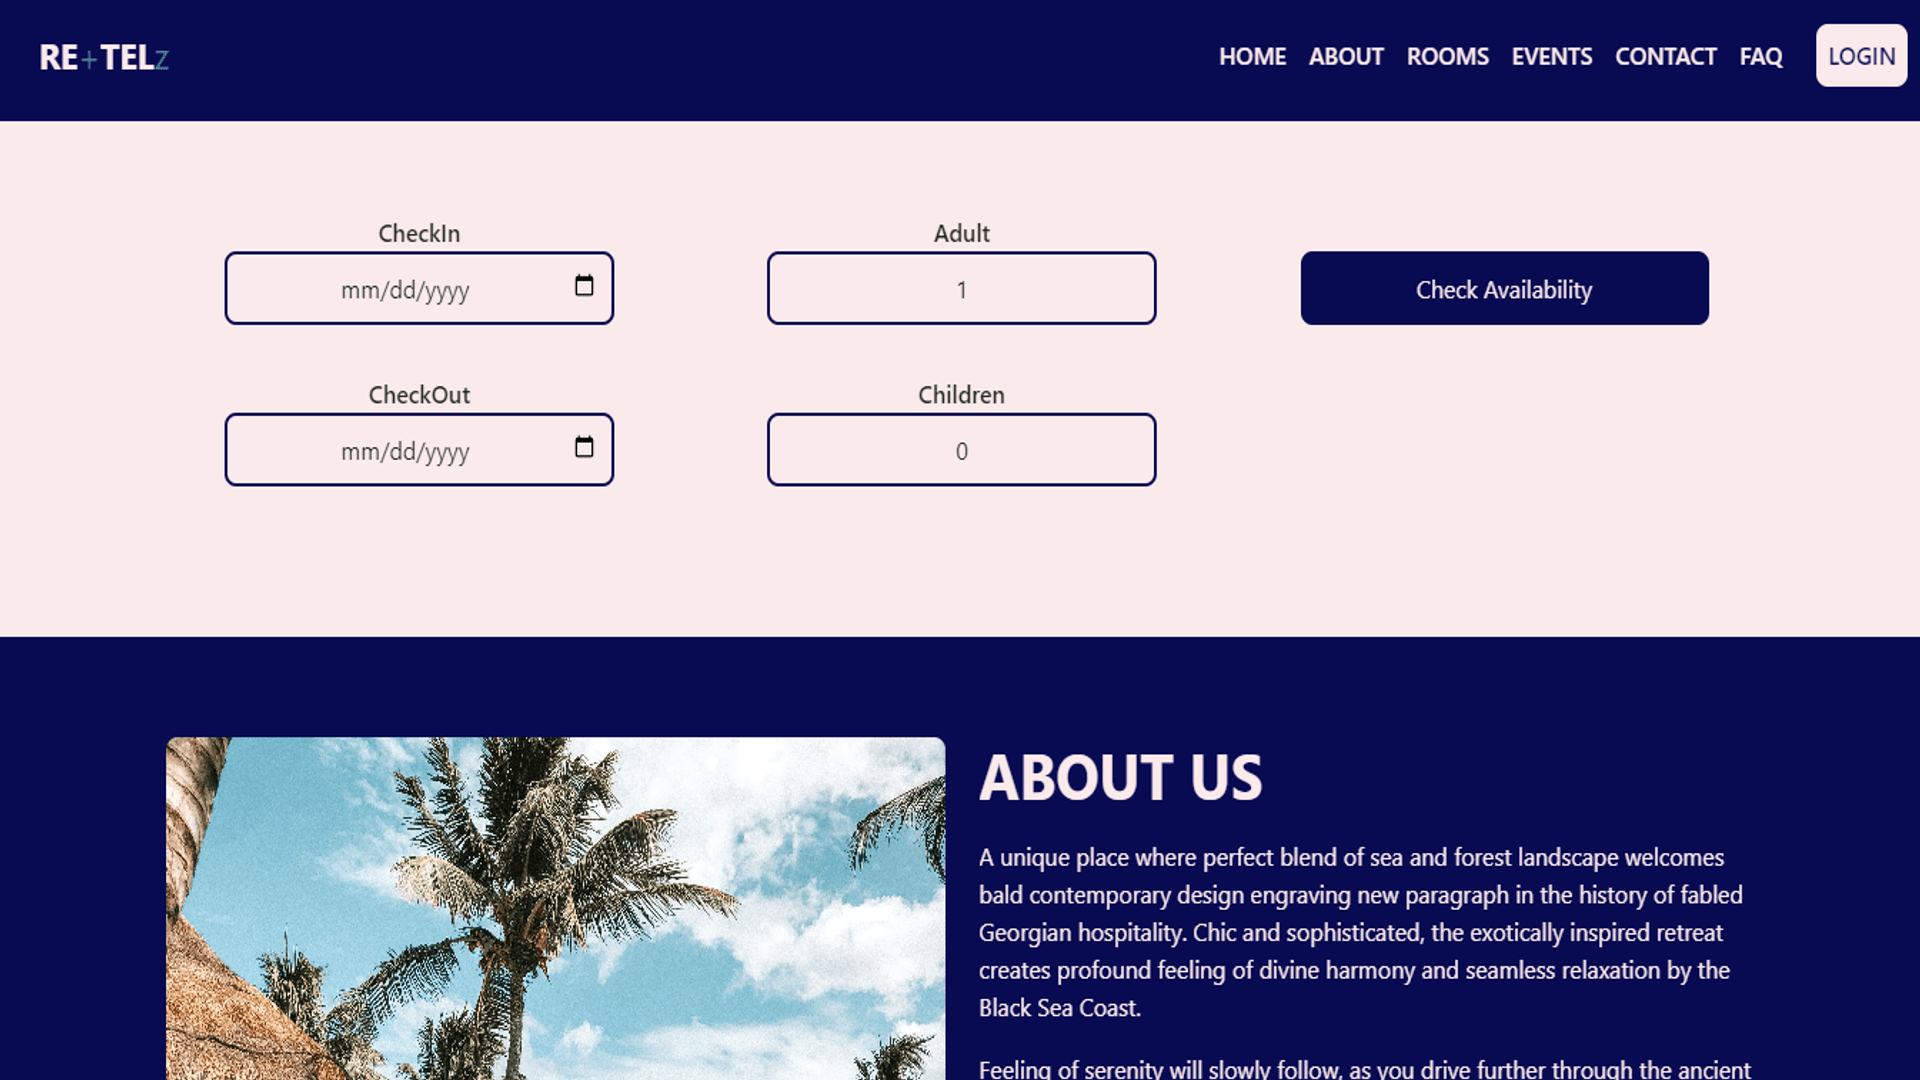 RE+TELz
HOME ABOUT ROOMS EVENTS CONTACT FAQ LOGIN
CheckIn
mm/dd/yyyy
Adult
1
Check Availability
CheckOut
mm/dd/yyyy
Children
0
ABOUT US
A unique place where perfect blend of sea and forest landscape welcomes
bald contemporary design engraving new paragraph in the history of fabled
Georgian hospitality. Chic and sophisticated, the exotically inspired retreat
creates profound feeling of divine harmony and seamless relaxation by the
Black Sea Coast.
Feeling of serenity will slowly follow, as you drive further through the ancient